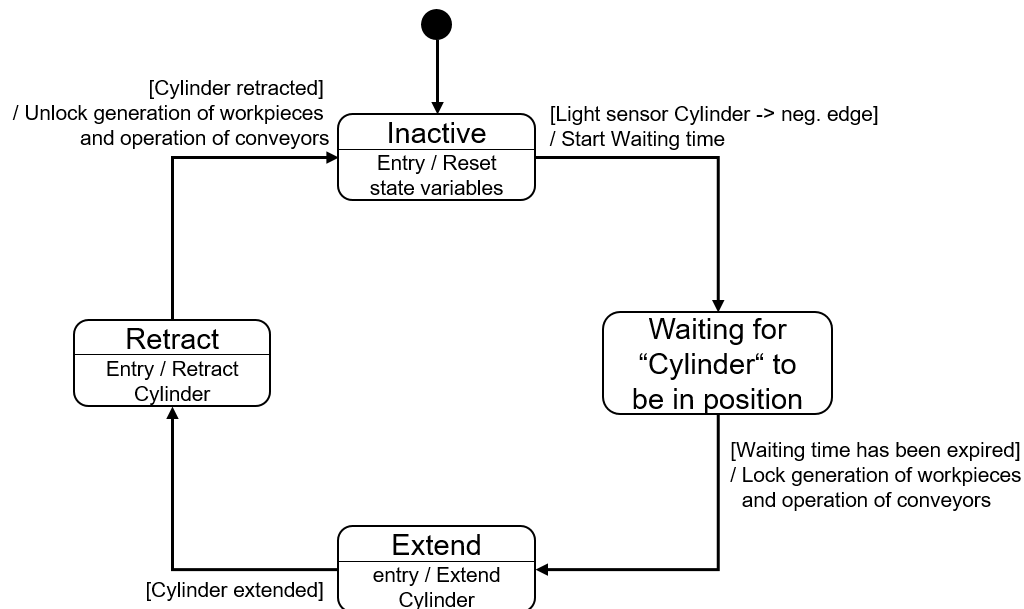 [Cylinder retracted]
/ Unlock generation of workpieces
and operation of conveyors
Inactive
Entry / Reset
state variables
[Light sensor Cylinder -> neg. edge]
/ Start Waiting time
Retract
Entry / Retract
Cylinder
Waiting for
“Cylinder“ to
be in position
[Waiting time has been expired]
/ Lock generation of workpieces
and operation of conveyors
Extend
entry / Extend
Cylinder
[Cylinder extended]